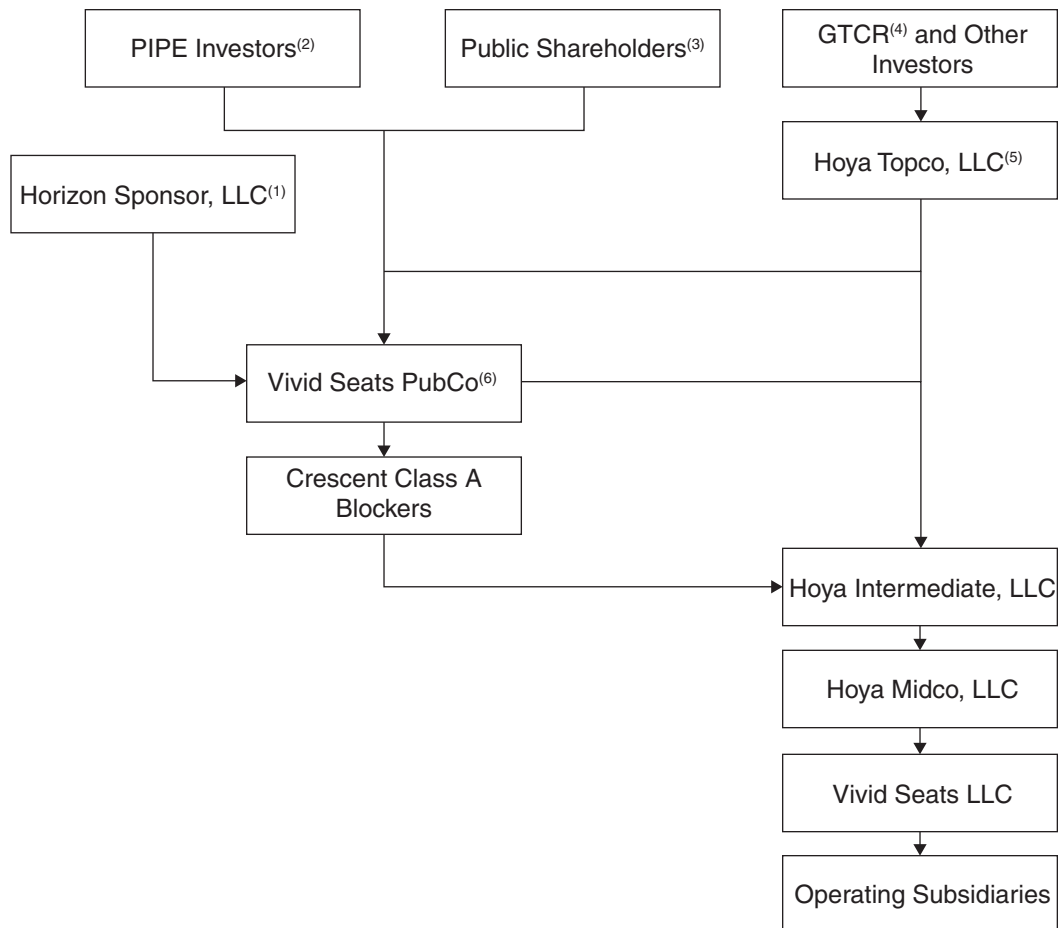 PIPE Investors(2)
Public Shareholders(3)
GTCR(4) and Other
Investors
Hoya Topco, LLC(5)
Horizon Sponsor, LLC(1)
Vivid Seats PubCo(6)
Crescent Class A
Blockers
Hoya Intermediate, LLC
Hoya Midco, LLC
Vivid Seats LLC
Operating Subsidiaries